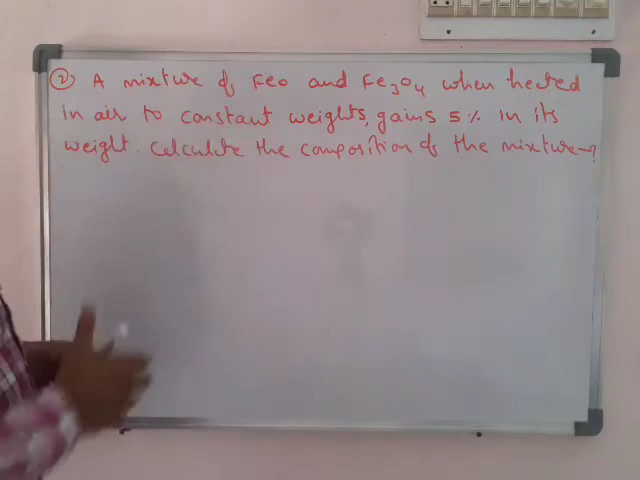 ② A mixture of FeO and Fe₃O₄ when heated
in air to constant weights, gains 5% in its
weight. Calculate the composition of the mixture?